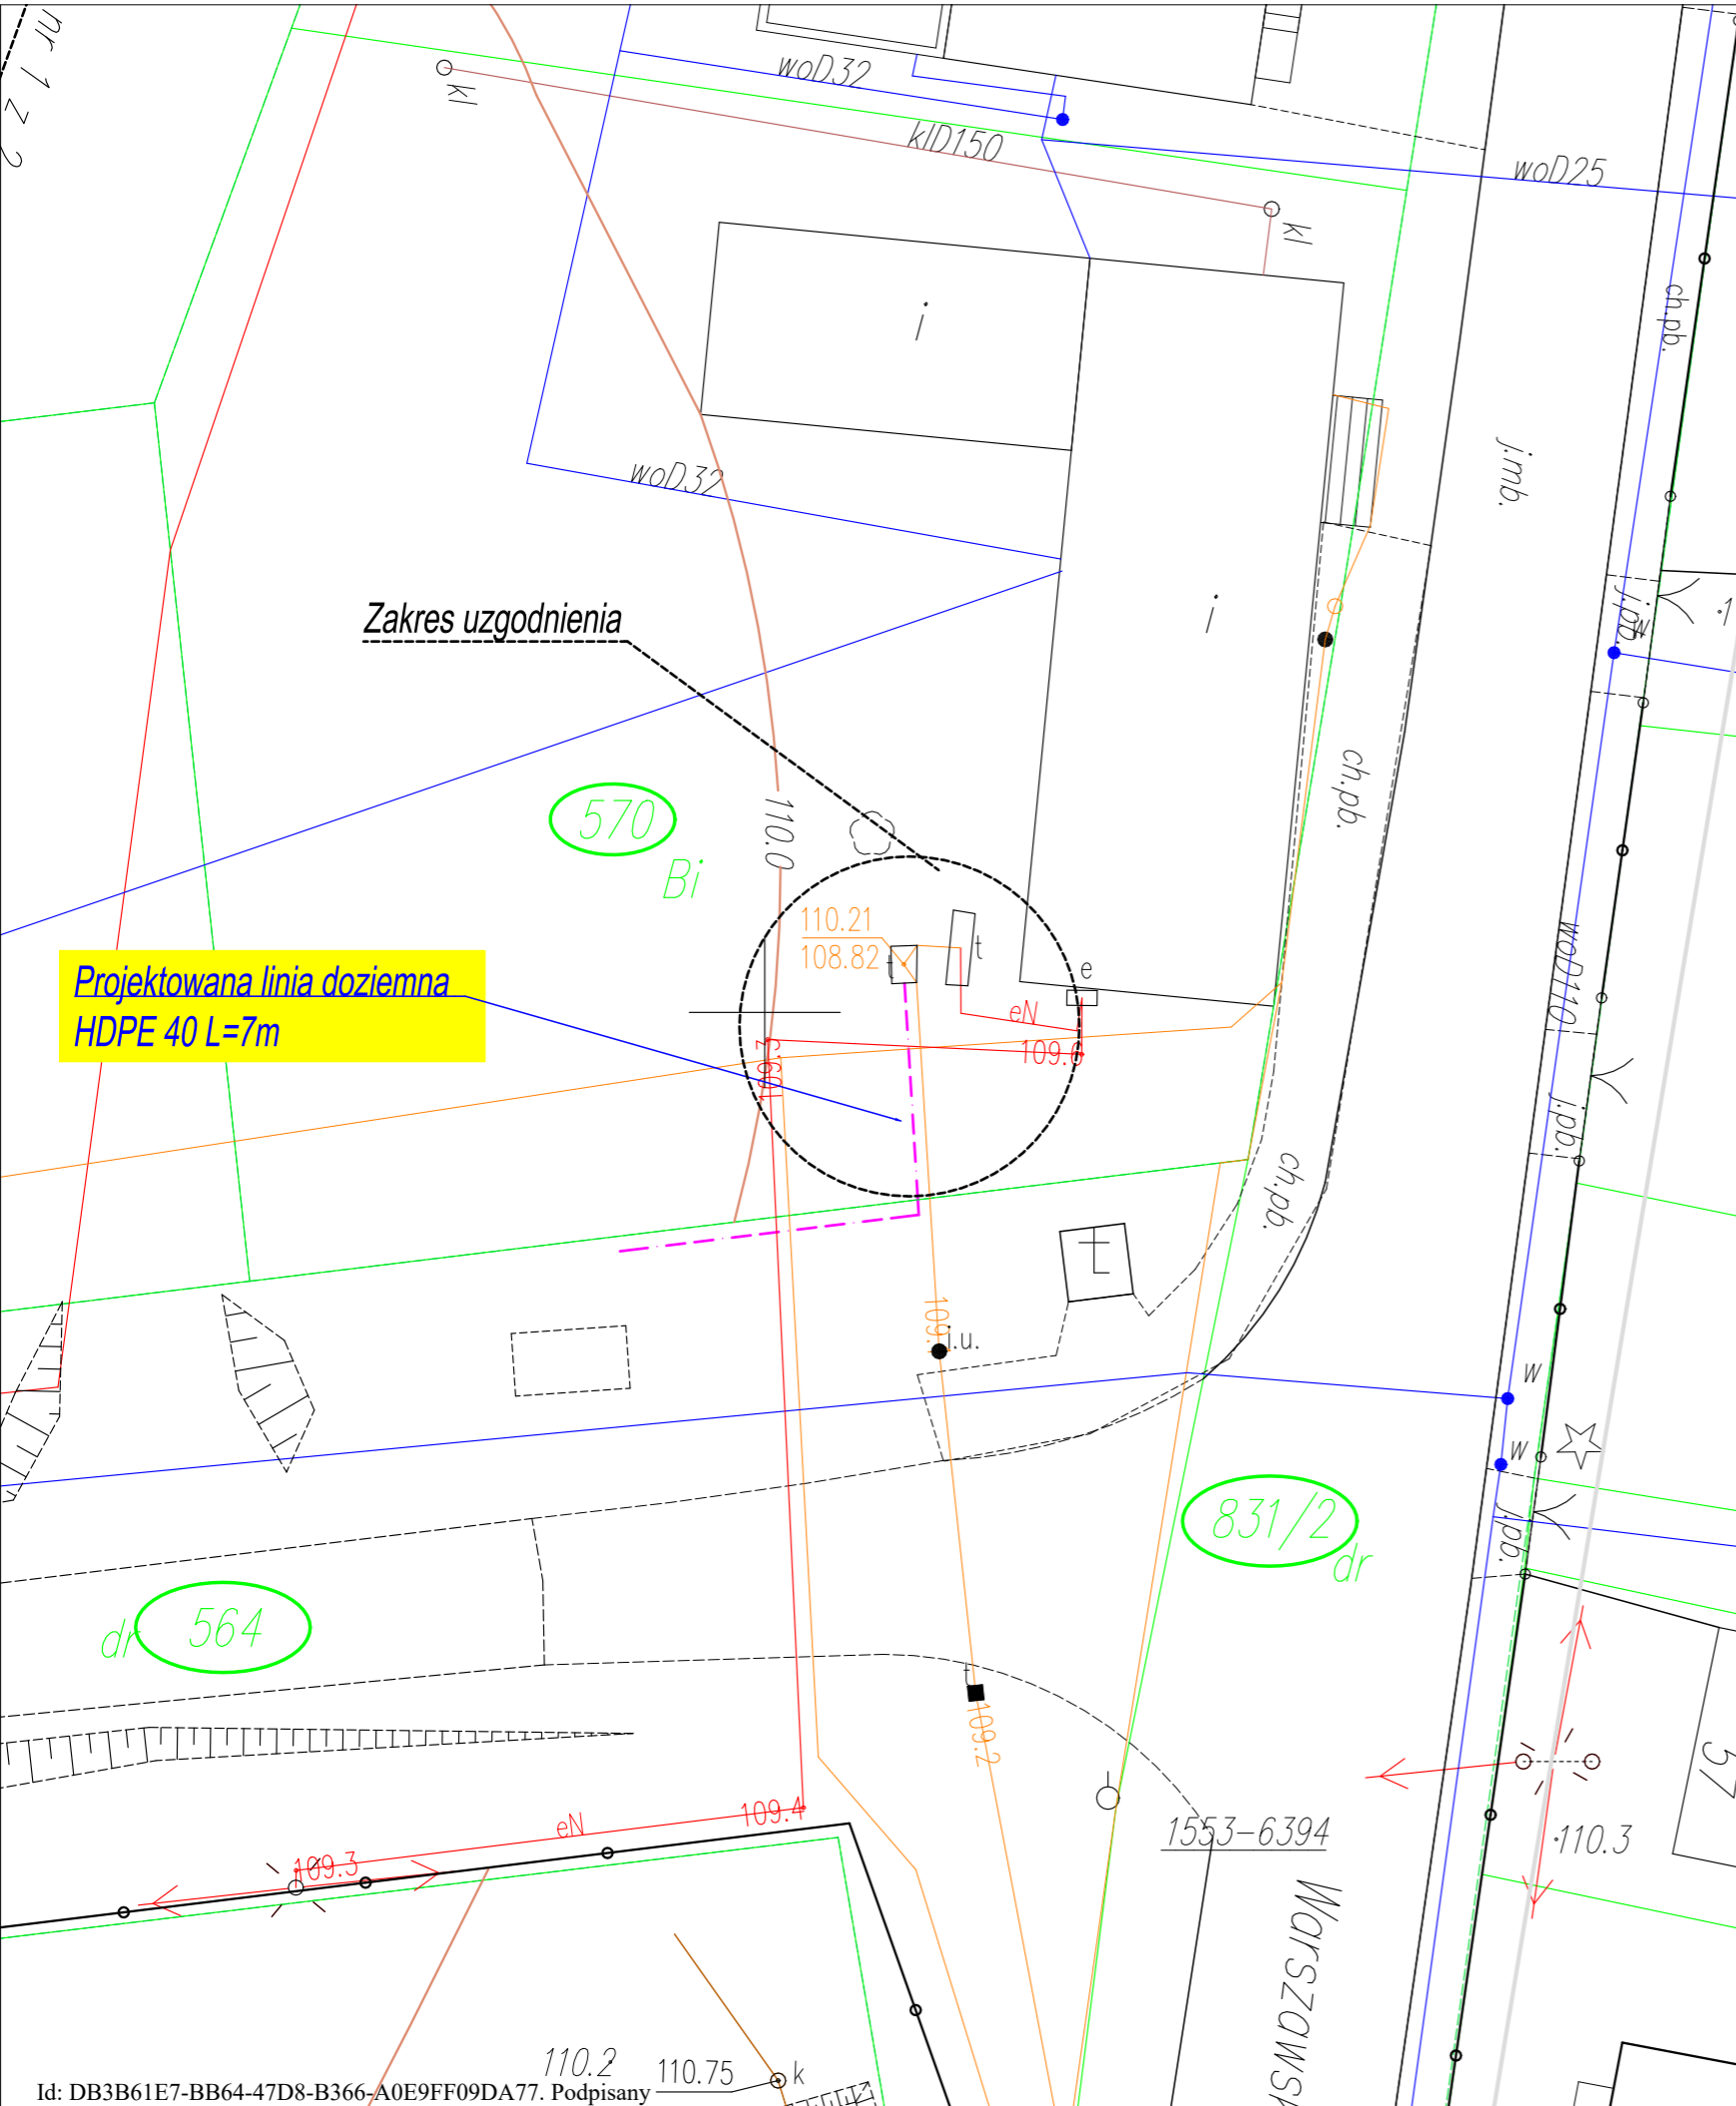 nr 1 z 2
woD32
kl
klD150
woD25
kl
ch.pb.
i
j.mb.
woD32
i
j.pb.
w
Zakres uzgodnienia
ch.pb.
570
110.0
Bi
110.21
108.82
t
t
e
woD110
Projektowana linia doziemna
HDPE 40 L=7m
eN
109.3
j.pb.
ch.pb.
t
i.u.
w
w
831/2
dr
j.pb.
564
dr
t
109.2
57
eN
109.4
1553-6394
110.3
109.3
110.2
110.75
k
Id: DB3B61E7-BB64-47D8-B366-A0E9FF09DA77. Podpisany